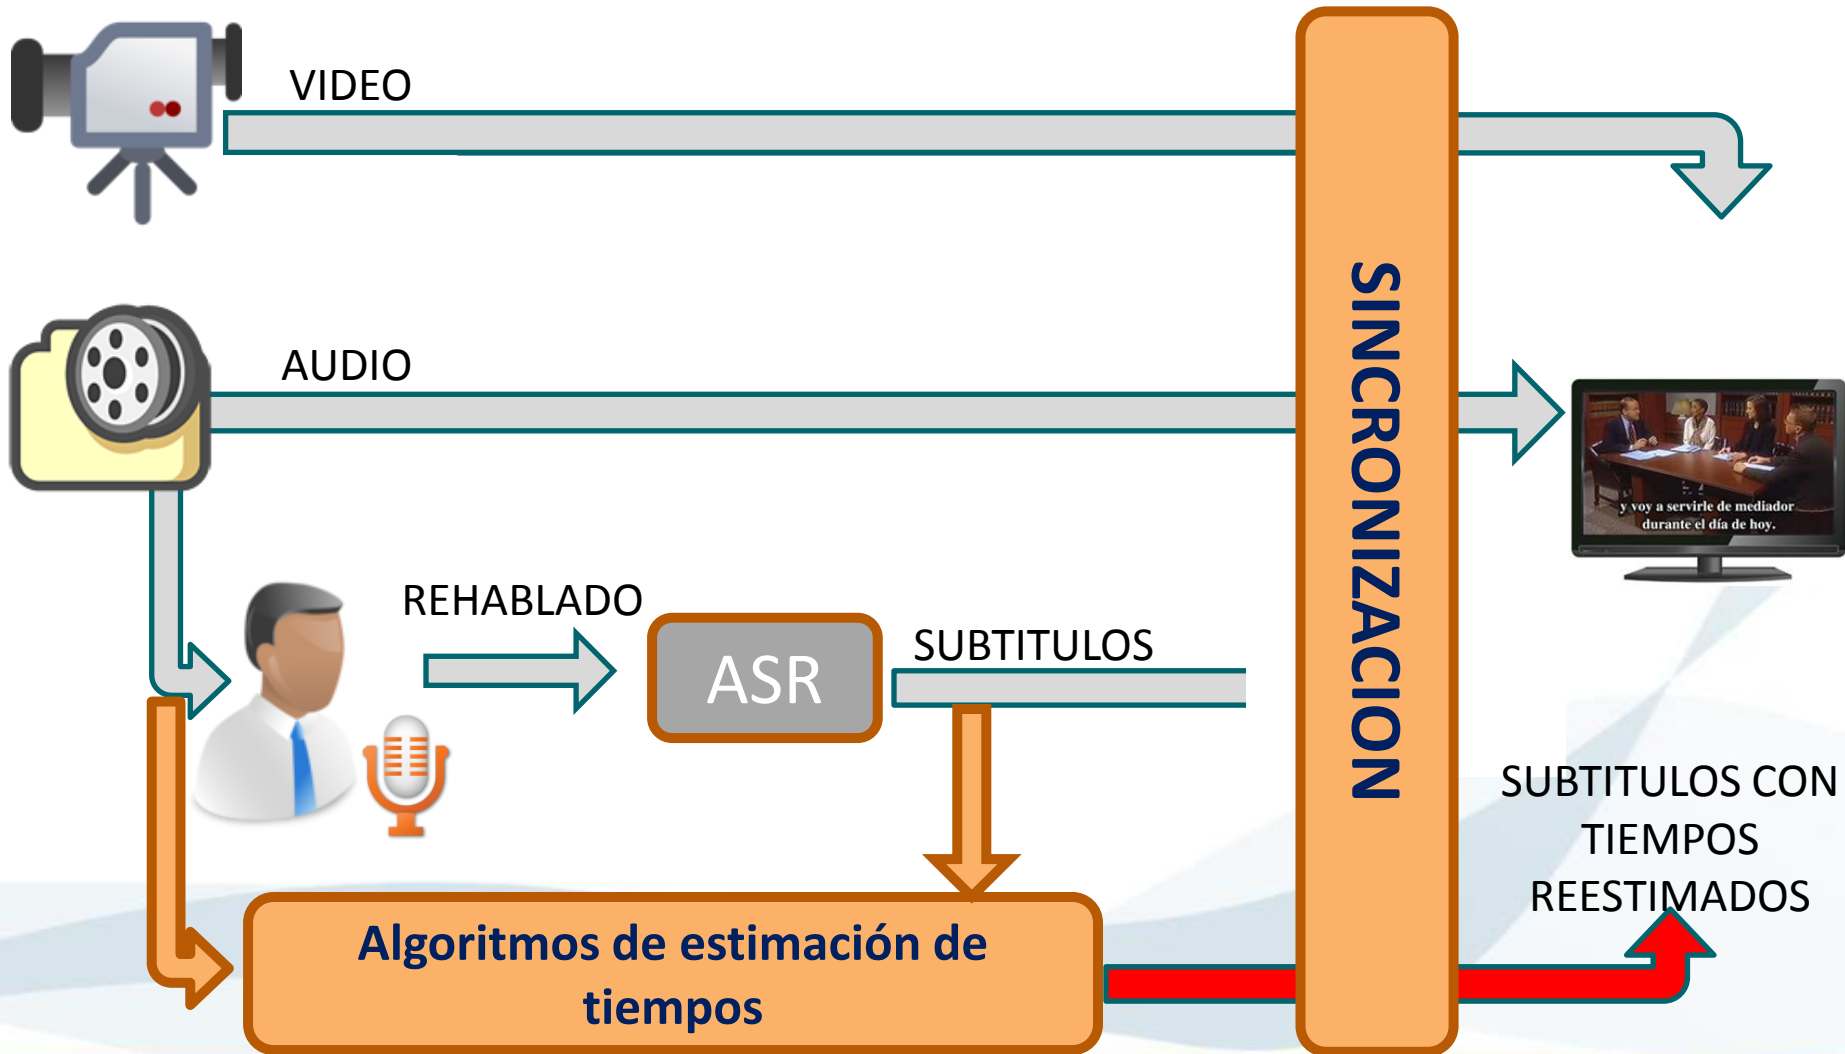 VIDEO
AUDIO
SINCRONIZACION
y voy a servirle de mediador
durante el día de hoy.
REHABLADO
ASR
SUBTITULOS
SUBTITULOS CON
TIEMPOS
REESTIMADOS
Algoritmos de estimación de
tiempos